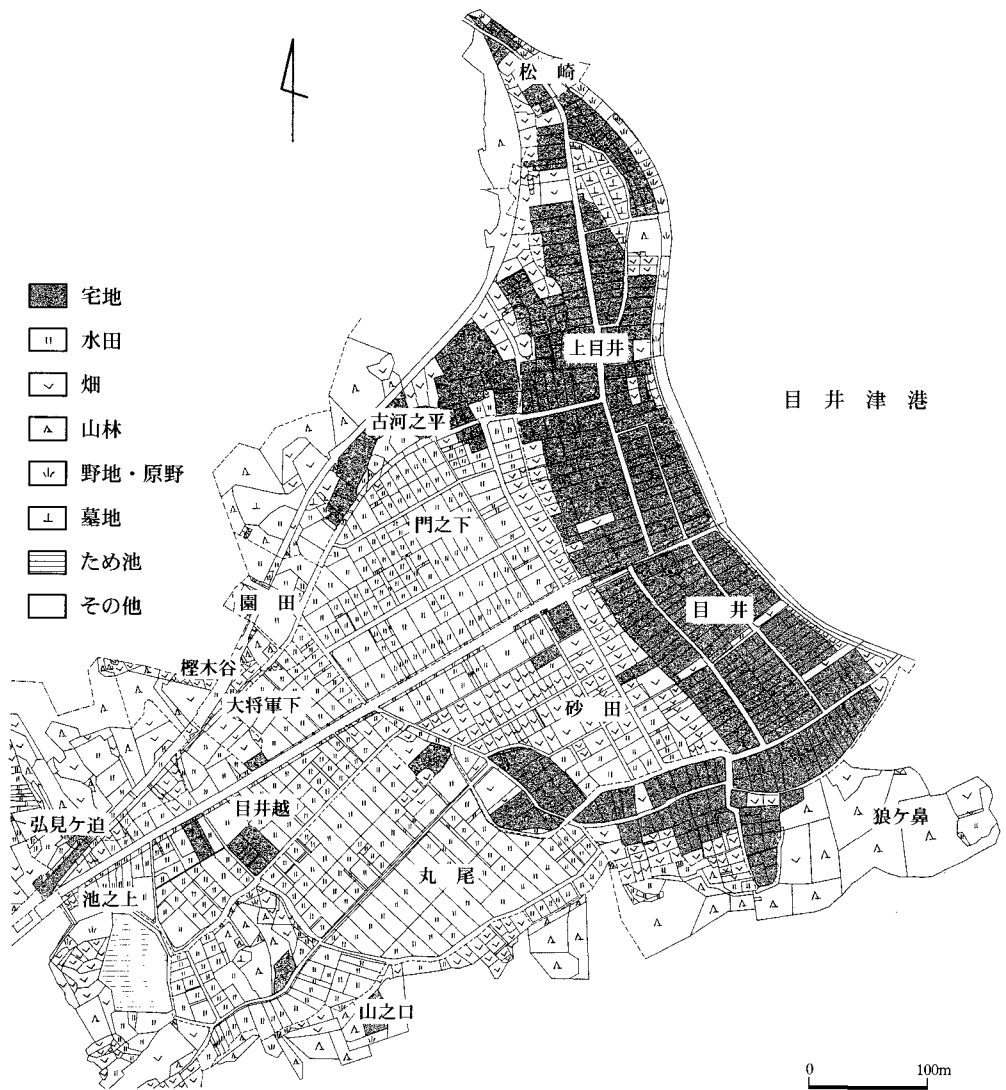 松崎
宅地
水田
畑
山林
野地・原野
墓地
ため池
その他
上目井
目井津港
古河之平
門之下
目井
園田
樫木谷
大将軍下
砂田
弘見ケ迫
目井越
狼ケ鼻
丸尾
池之上
山之口
0 100m